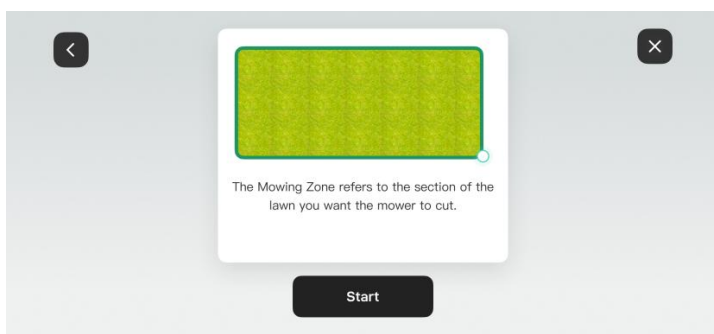 The Mowing Zone refers to the section of the
lawn you want the mower to cut.
Start